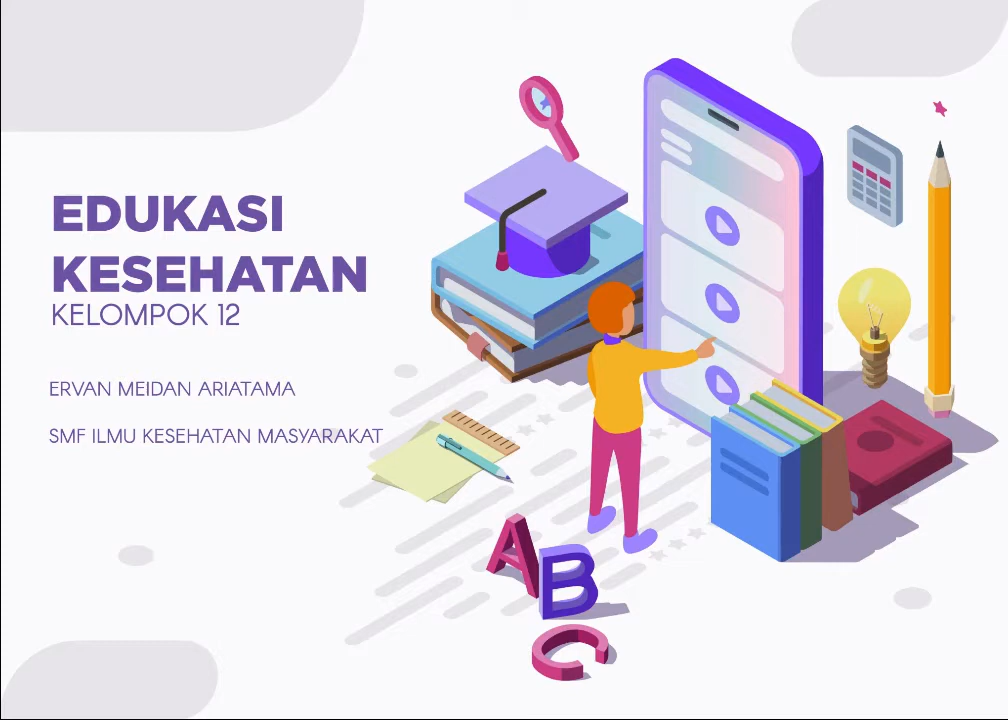 EDUKASI
KESEHATAN
KELOMPOK 12
ERVAN MEIDAN ARIATAMA
SMF ILMU KESEHATAN MASYARAKAT
A
B
C